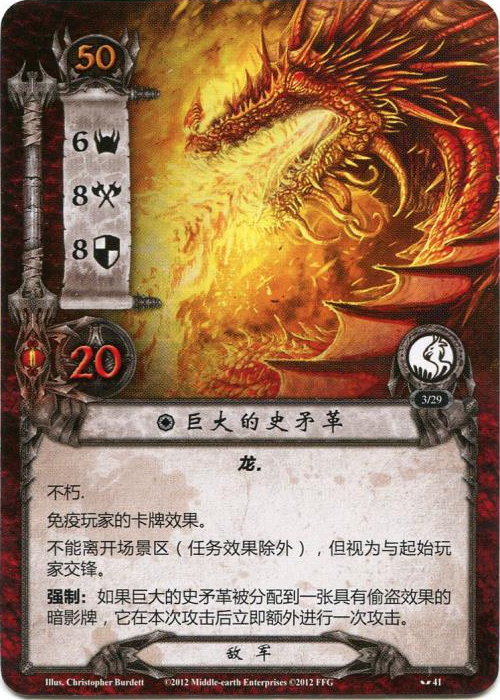 50
6
8
8
20
3/29
巨大的史矛革
龙.
不朽.
免疫玩家的卡牌效果。
不能离开场景区（任务效果除外），但视为与起始玩
家交锋。
强制：如果巨大的史矛革被分配到一张具有偷盗效果的
暗影牌，它在本次攻击后立即额外进行一次攻击。
敌军
Illus. Christopher Burdett ©2012 Middle-earth Enterprises ©2012 FFG 41